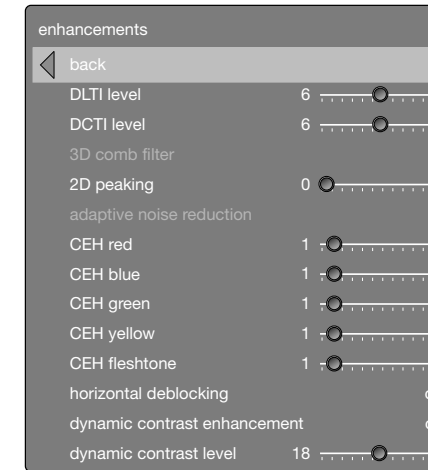 enhancements
back
DLTI level 6
DCTI level 6
3D comb filter
2D peaking 0
adaptive noise reduction
CEH red 1
CEH blue 1
CEH green 1
CEH yellow 1
CEH fleshtone 1
horizontal deblocking
dynamic contrast enhancement
dynamic contrast level 18